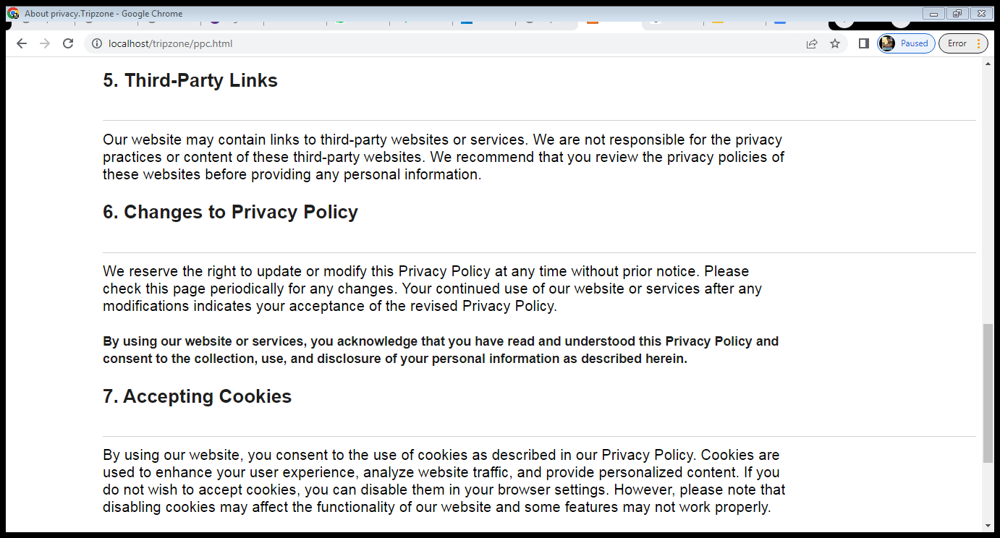 About privacy.Tripzone - Google Chrome
localhost/tripzone/ppc.html
Paused
Error
5. Third-Party Links
Our website may contain links to third-party websites or services. We are not responsible for the privacy
practices or content of these third-party websites. We recommend that you review the privacy policies of
these websites before providing any personal information.
6. Changes to Privacy Policy
We reserve the right to update or modify this Privacy Policy at any time without prior notice. Please
check this page periodically for any changes. Your continued use of our website or services after any
modifications indicates your acceptance of the revised Privacy Policy.
By using our website or services, you acknowledge that you have read and understood this Privacy Policy and
consent to the collection, use, and disclosure of your personal information as described herein.
7. Accepting Cookies
By using our website, you consent to the use of cookies as described in our Privacy Policy. Cookies are
used to enhance your user experience, analyze website traffic, and provide personalized content. If you
do not wish to accept cookies, you can disable them in your browser settings. However, please note that
disabling cookies may affect the functionality of our website and some features may not work properly.